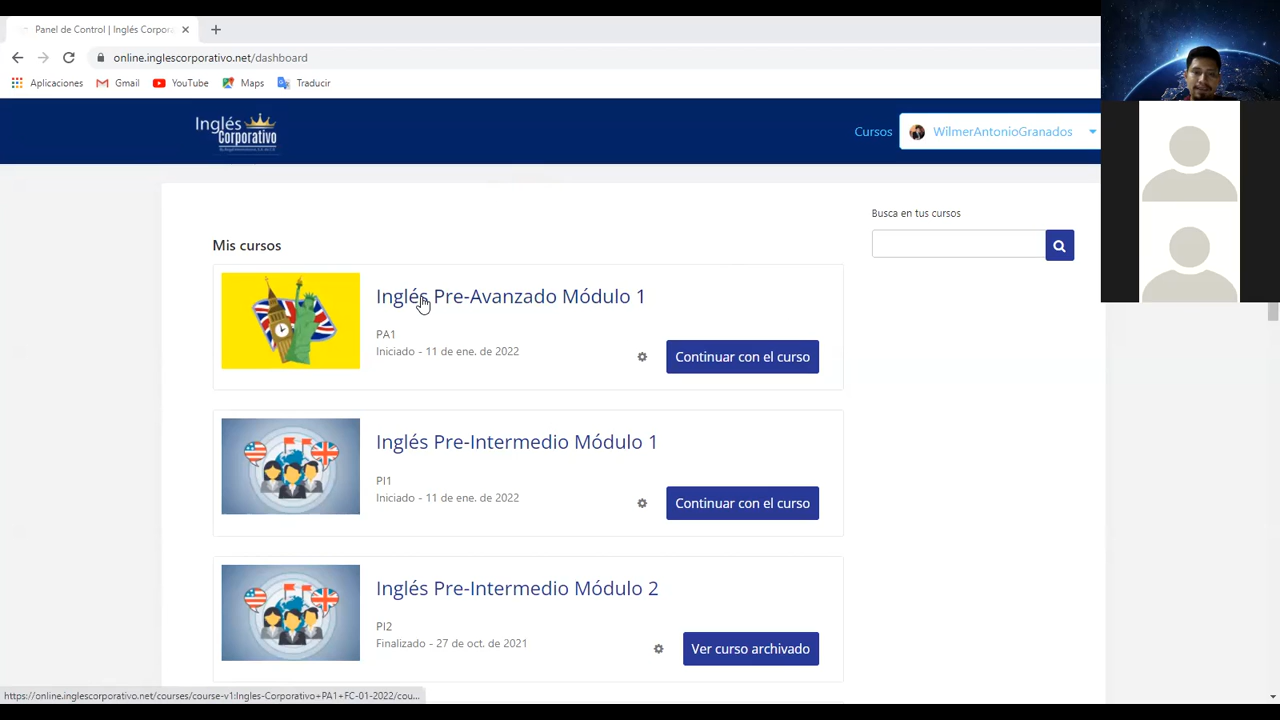 Panel de Control | Inglés Corpora
online.inglescorporativo.net/dashboard
Aplicaciones Gmail YouTube Maps Traducir
Inglés
Corporativo
Cursos WilmerAntonioGranados
Busca en tus cursos
Mis cursos
Inglés Pre-Avanzado Módulo 1
PA1
Iniciado - 11 de ene. de 2022
Continuar con el curso
Inglés Pre-Intermedio Módulo 1
PI1
Iniciado - 11 de ene. de 2022
Continuar con el curso
Inglés Pre-Intermedio Módulo 2
PI2
Finalizado - 27 de oct. de 2021
Ver curso archivado
https://online.inglescorporativo.net/courses/course-v1:Ingles-Corporativo+PA1+FC-01-2022/cou...